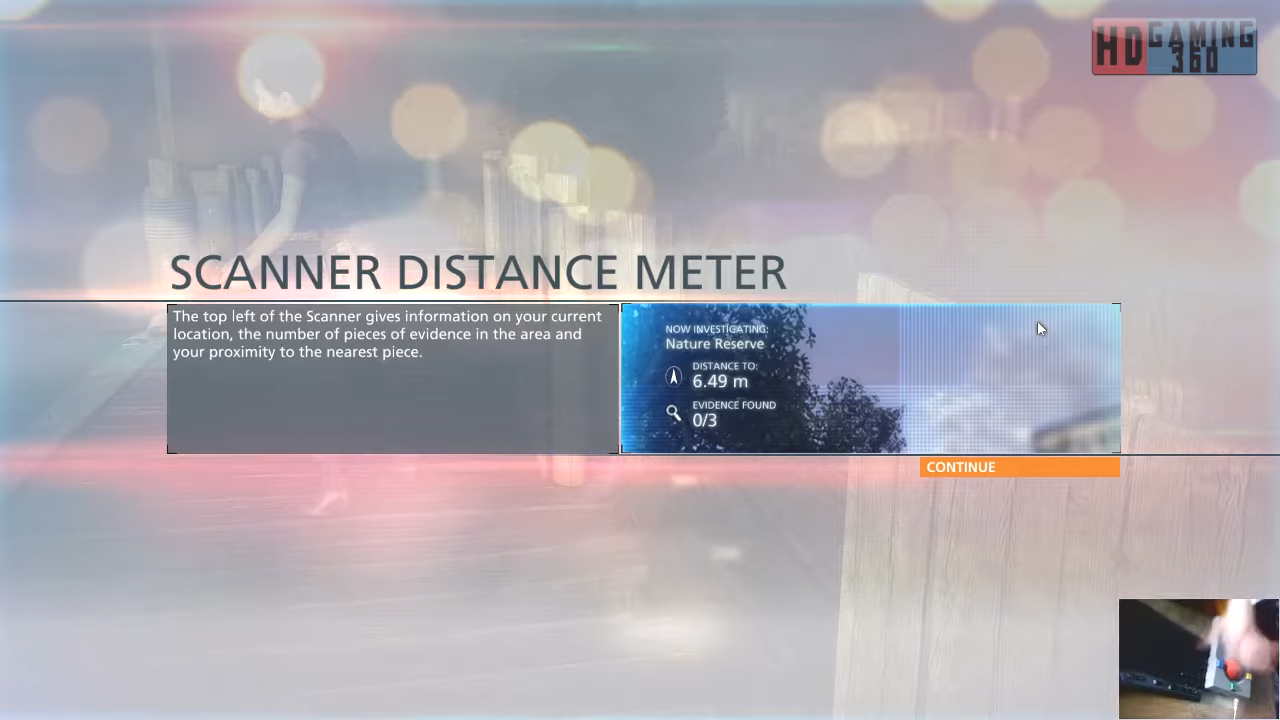 HD GAMING
360
SCANNER DISTANCE METER
The top left of the Scanner gives information on your current
location, the number of pieces of evidence in the area and
your proximity to the nearest piece.
NOW INVESTIGATING:
Nature Reserve
DISTANCE TO:
6.49 m
EVIDENCE FOUND
0/3
CONTINUE